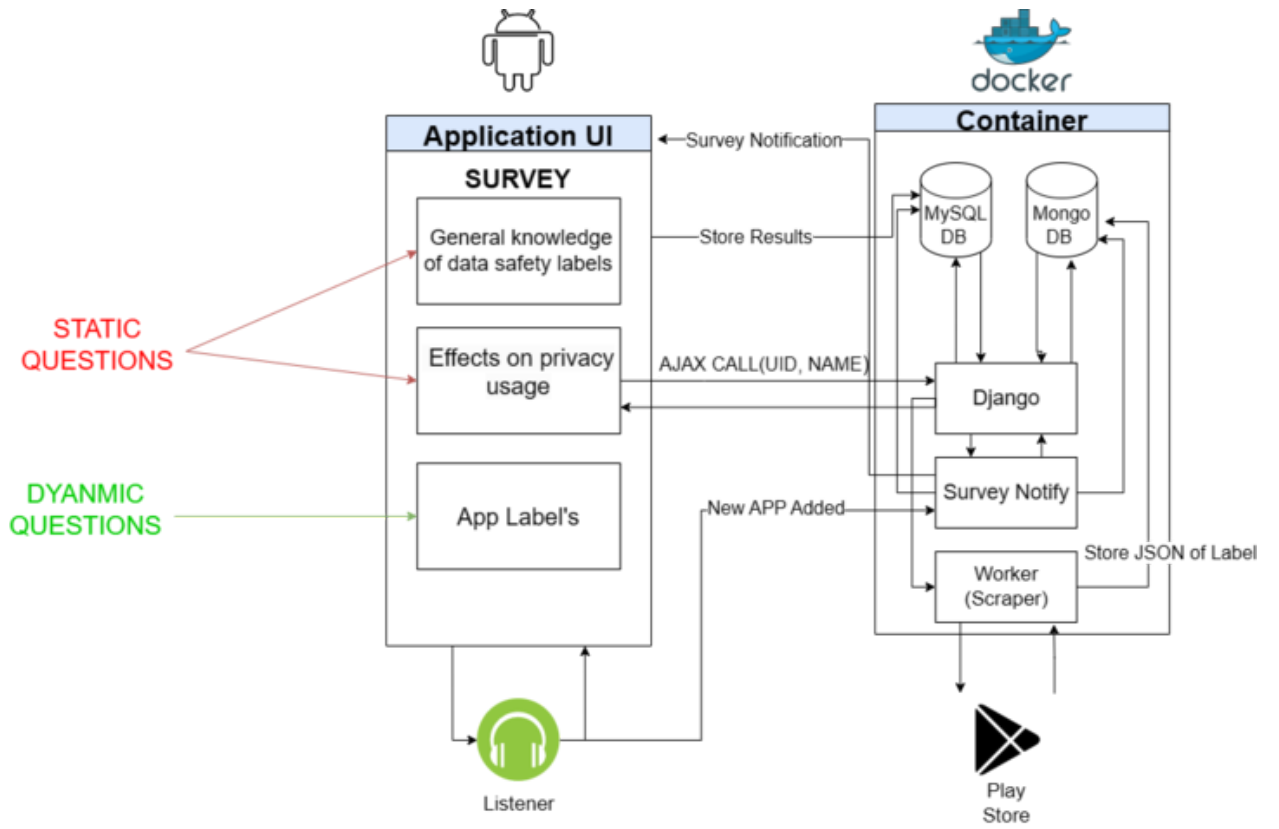 docker
Application UI
Container
SURVEY
Survey Notification
General knowledge
of data safety labels
Store Results
MySQL
DB
Mongo
DB
STATIC
QUESTIONS
Effects on privacy
usage
AJAX CALL(UID, NAME)
Django
DYANMIC
QUESTIONS
App Label's
Survey Notify
New APP Added
Store JSON of Label
Worker
(Scraper)
Listener
Play
Store